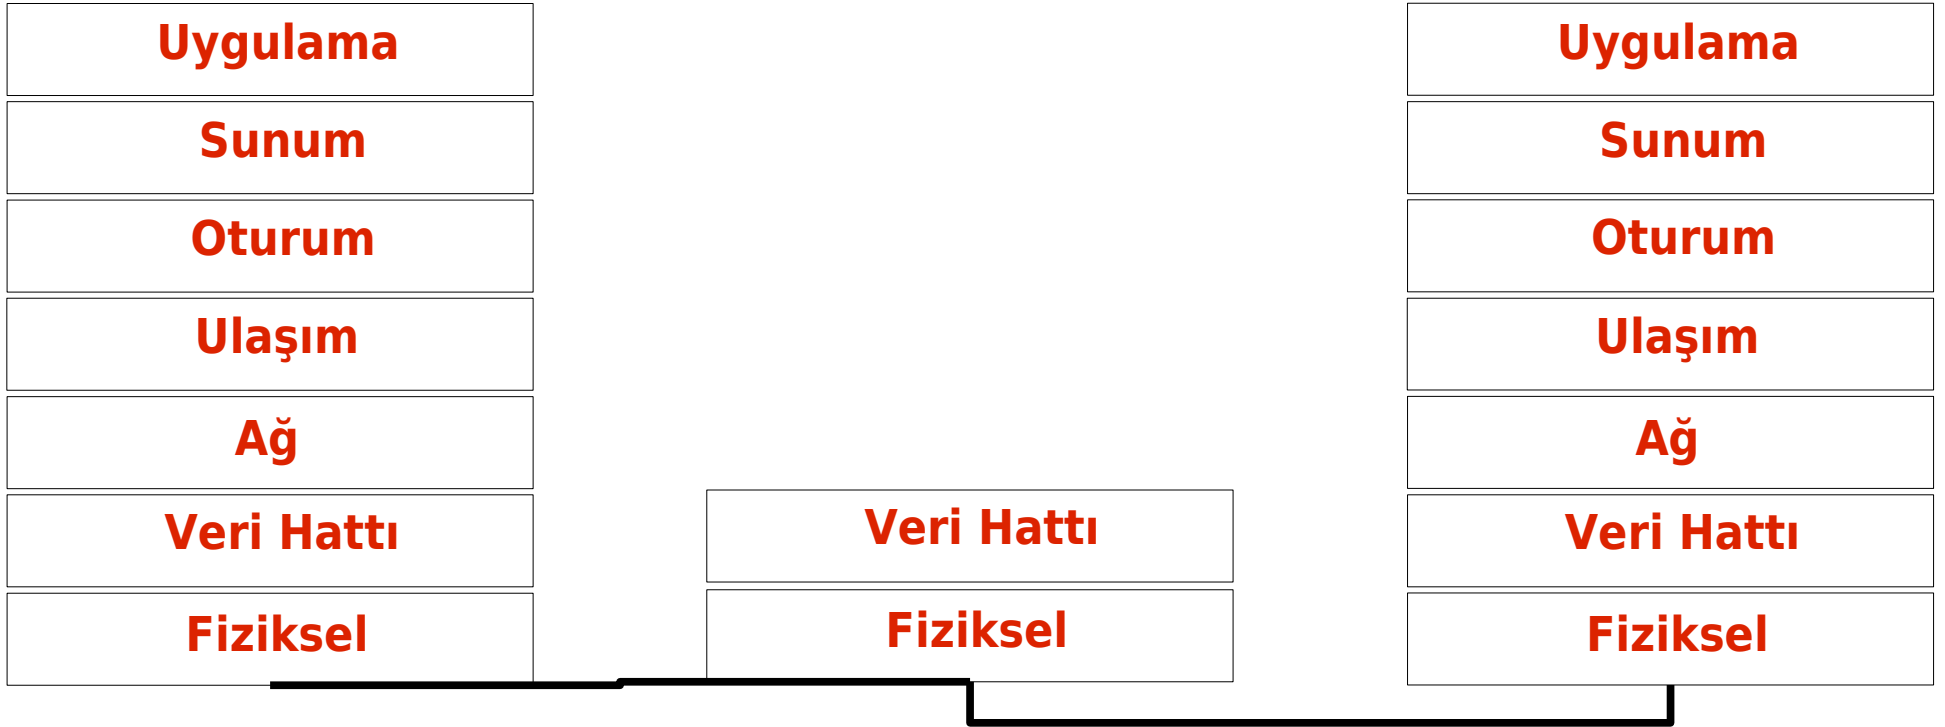 Uygulama
Sunum
Oturum
Ulaşım
Ağ
Veri Hattı
Fiziksel
Veri Hattı
Fiziksel
Uygulama
Sunum
Oturum
Ulaşım
Ağ
Veri Hattı
Fiziksel